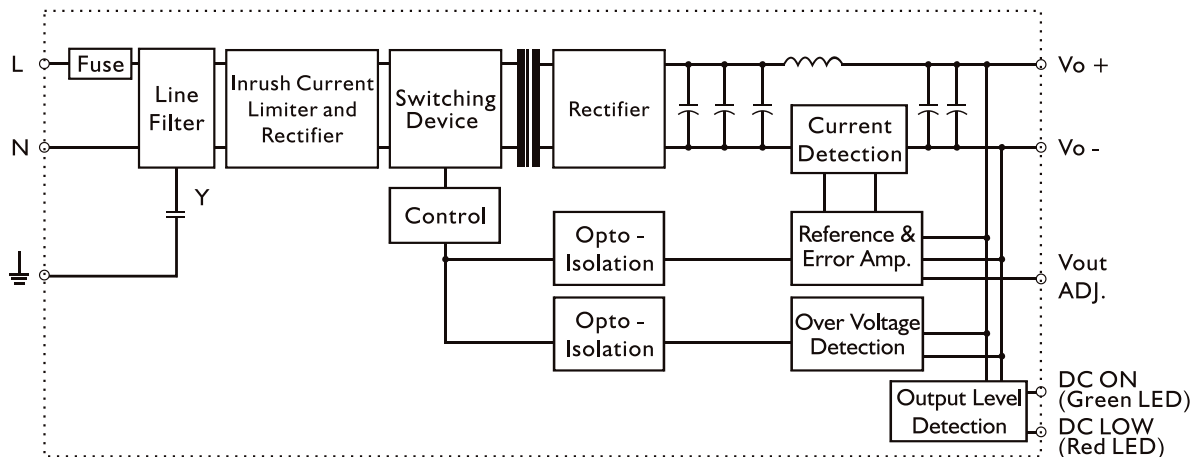 L
Fuse
Line
Filter
Inrush Current
Limiter and
Rectifier
Switching
Device
Rectifier
Current
Detection
Vo +
N
Vo -
Y
Control
Opto -
Isolation
Reference &
Error Amp.
Vout
ADJ.
Opto -
Isolation
Over Voltage
Detection
Output Level
Detection
DC ON
(Green LED)
DC LOW
(Red LED)